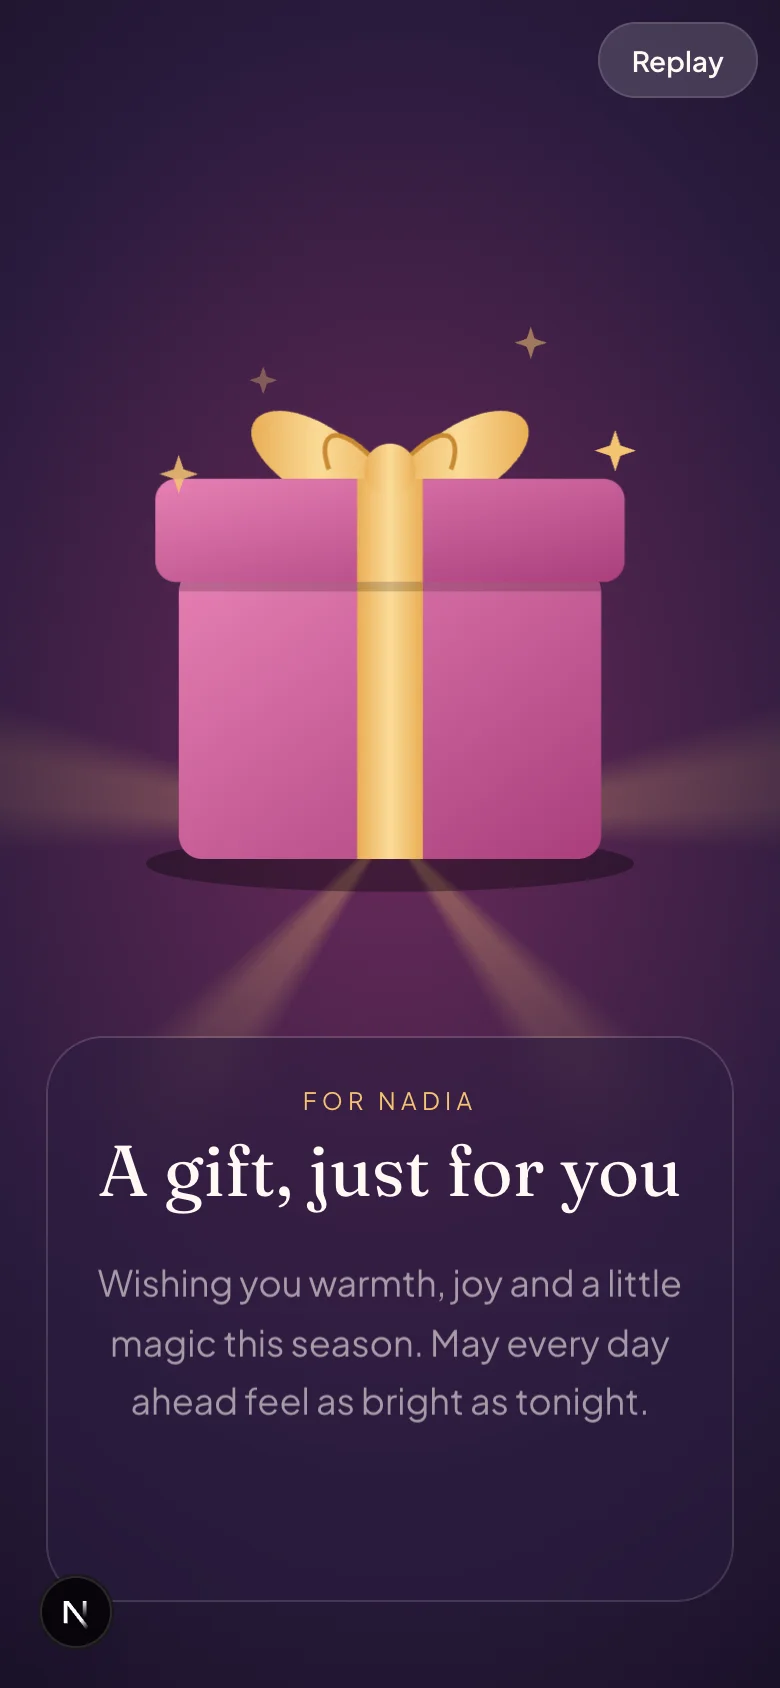 Replay
FOR NADIA
A gift, just for you
Wishing you warmth, joy and a little
magic this season. May every day
ahead feel as bright as tonight.
N